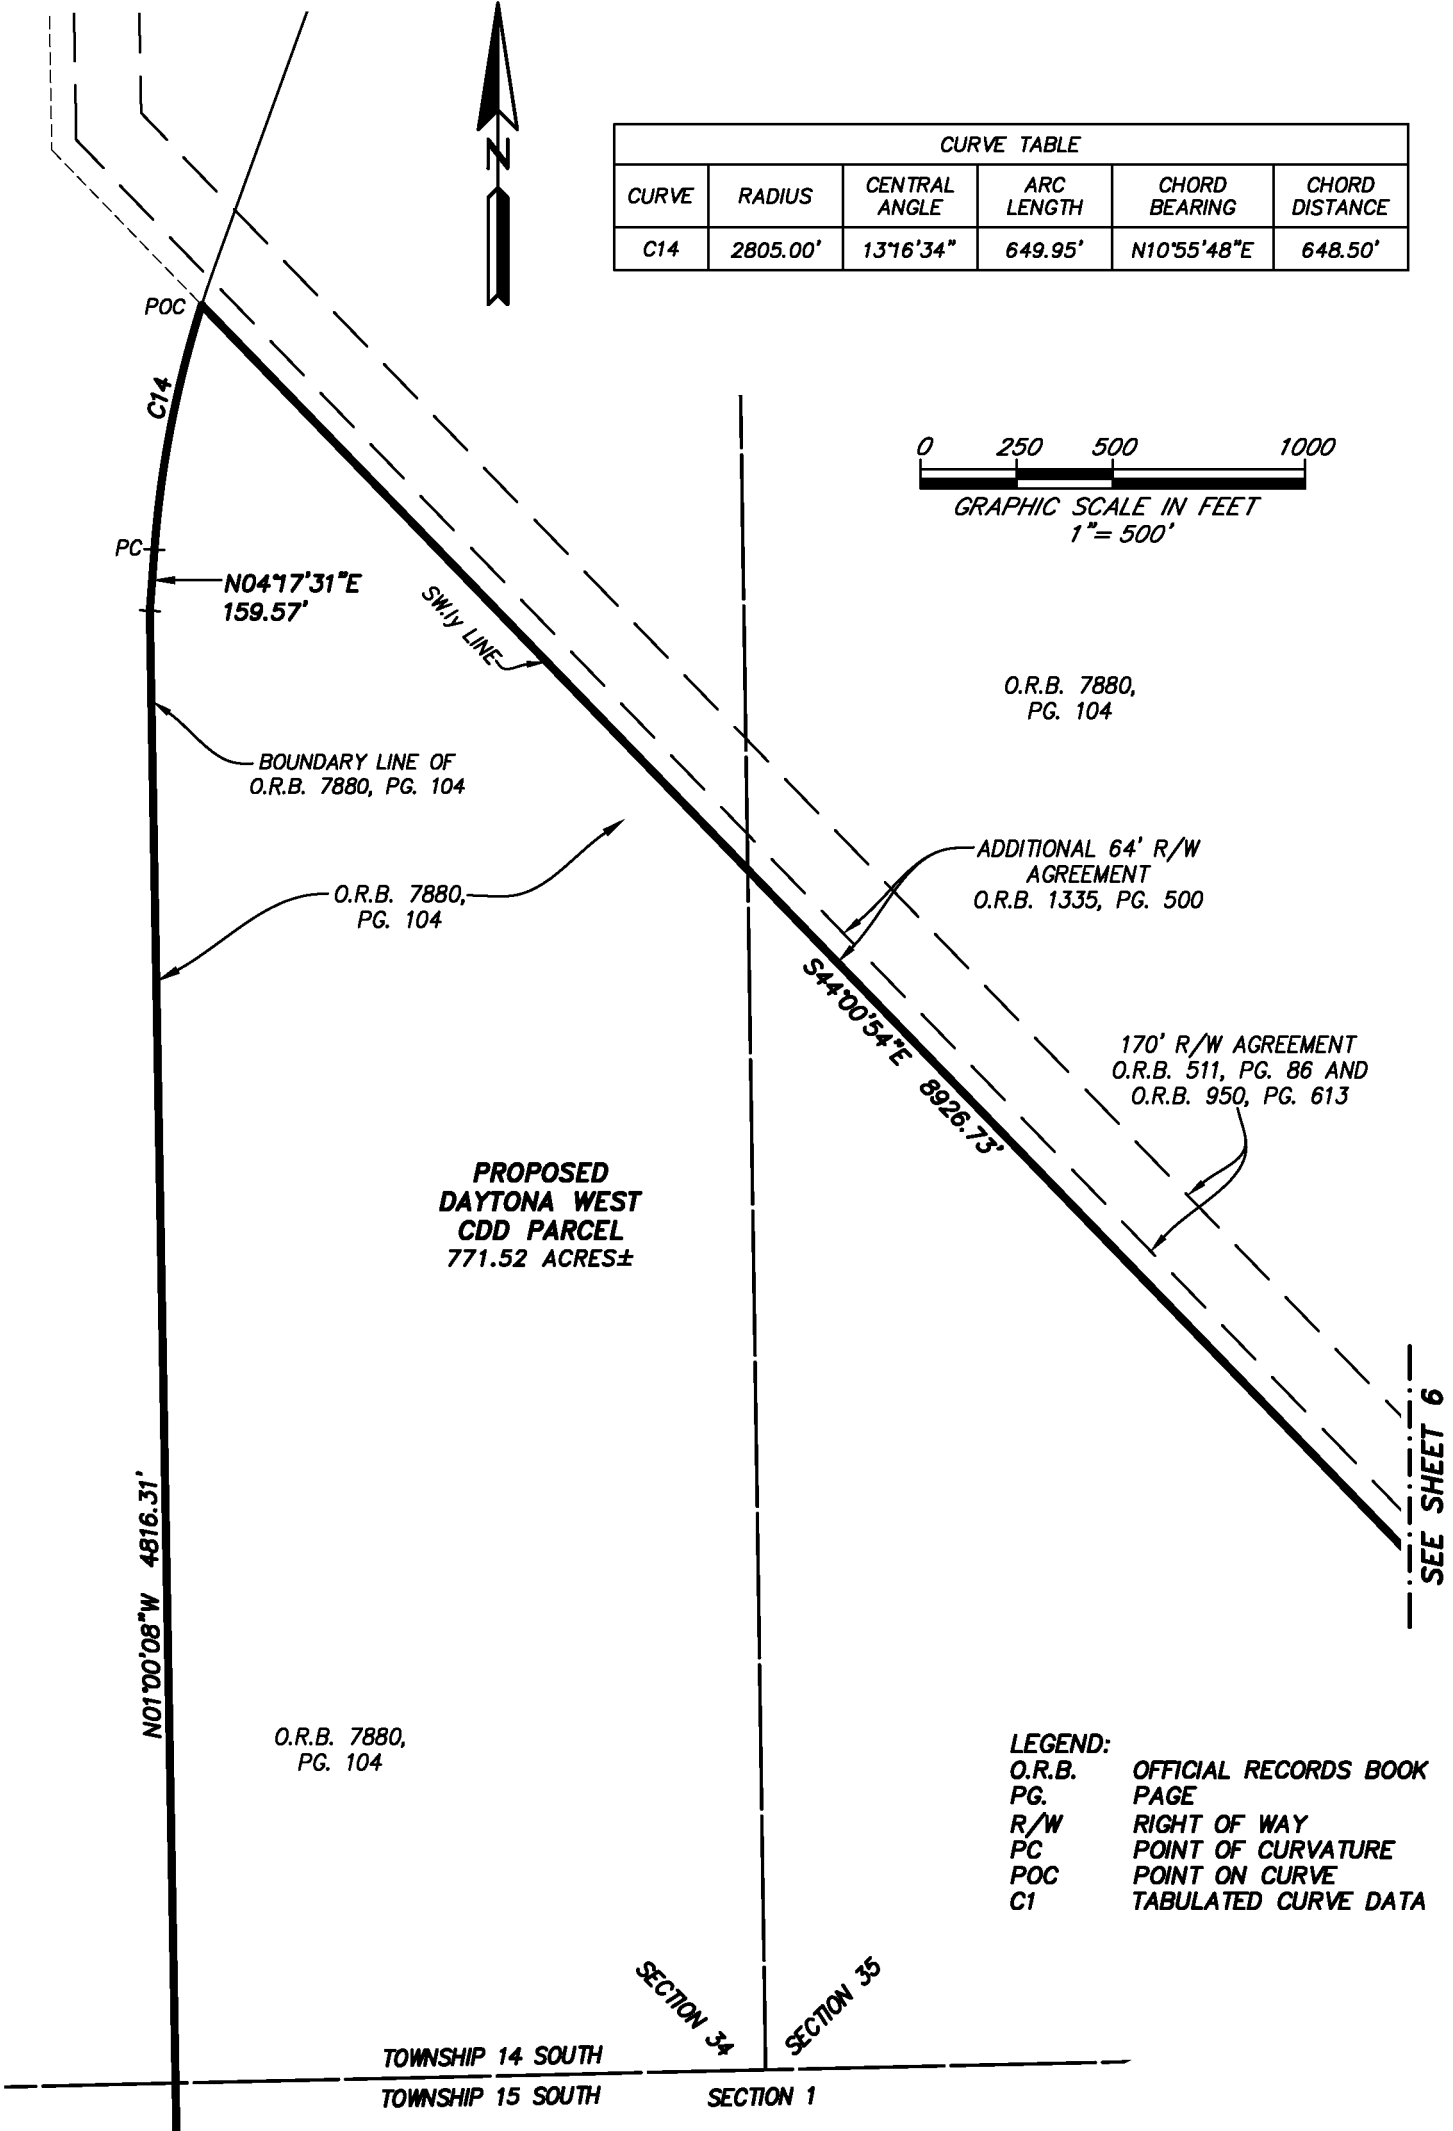 N
CURVE TABLE
CURVE RADIUS CENTRAL ANGLE ARC LENGTH CHORD BEARING CHORD DISTANCE
C14 2805.00' 13°16'34" 649.95' N10°55'48"E 648.50'
POC
C14
PC
N04°17'31"E
159.57'
0 250 500 1000
GRAPHIC SCALE IN FEET
1"= 500'
SW.ly LINE
O.R.B. 7880,
PG. 104
BOUNDARY LINE OF
O.R.B. 7880, PG. 104
O.R.B. 7880,
PG. 104
ADDITIONAL 64' R/W
AGREEMENT
O.R.B. 1335, PG. 500
S44°00'54"E 8926.73'
170' R/W AGREEMENT
O.R.B. 511, PG. 86 AND
O.R.B. 950, PG. 613
PROPOSED
DAYTONA WEST
CDD PARCEL
771.52 ACRES±
SEE SHEET 6
N01°00'08"W 4816.31'
O.R.B. 7880,
PG. 104
LEGEND:
O.R.B. OFFICIAL RECORDS BOOK
PG. PAGE
R/W RIGHT OF WAY
PC POINT OF CURVATURE
POC POINT ON CURVE
C1 TABULATED CURVE DATA
SECTION 34
SECTION 35
TOWNSHIP 14 SOUTH
TOWNSHIP 15 SOUTH
SECTION 1